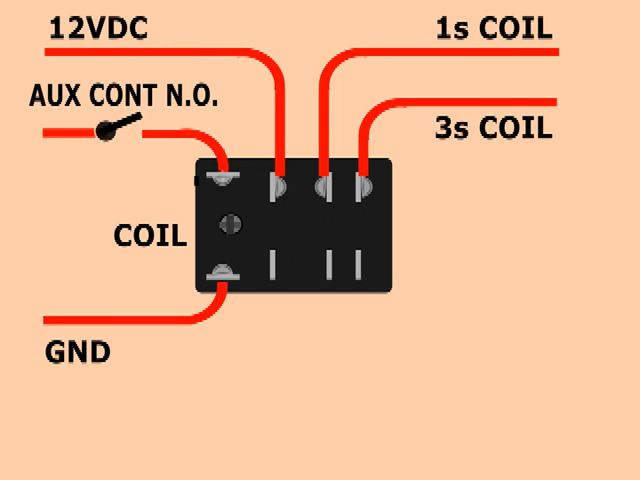 12VDC
1s COIL
AUX CONT N.O.
3s COIL
COIL
GND